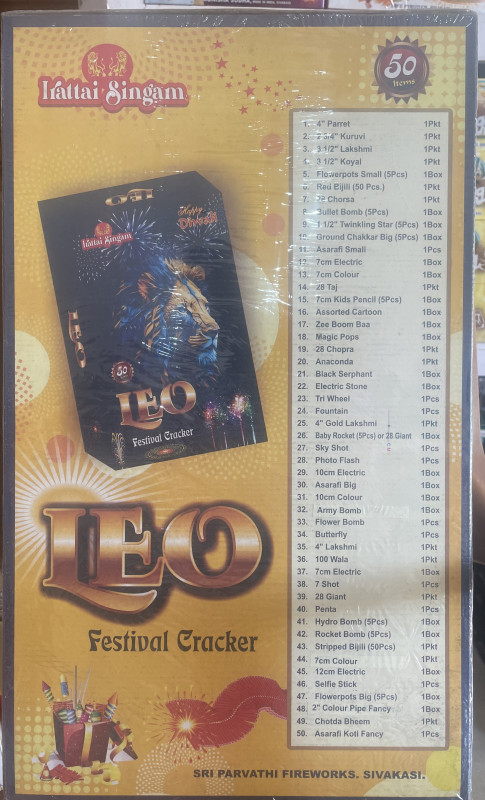 Irattai Singam
50
Items
LEO
Irattai Singam
Happy
Diwali
LEO
50
LEO
Festival Cracker
LEO
Festival Cracker
1. 4" Parret 1Pkt
2. 2 3/4" Kuruvi 1Pkt
3. 3 1/2" Lakshmi 1Pkt
4. 3 1/2" Koyal 1Pkt
5. Flowerpots Small (5Pcs) 1Box
6. Red Bijili (50 Pcs.) 1Pkt
7. Chorsa 1Pkt
8. Bullet Bomb (5Pcs) 1Box
9. 1 1/2" Twinkling Star (5Pcs) 1Box
10. Ground Chakkar Big (5Pcs) 1Box
11. Asarafi Small 1Pcs
12. 7cm Electric 1Box
13. 7cm Colour 1Box
14. 28 Taj 1Pkt
15. 7cm Kids Pencil (5Pcs) 1Box
16. Assorted Cartoon 1Box
17. Zee Boom Baa 1Box
18. Magic Pops 1Box
19. 28 Chopra 1Pkt
20. Anaconda 1Pkt
21. Black Serphant 1Box
22. Electric Stone 1Box
23. Tri Wheel 1Pcs
24. Fountain 1Pcs
25. 4" Gold Lakshmi 1Pkt
26. Baby Rocket (5Pcs) or 28 Giant 1Box
27. Sky Shot 1Pcs
28. Photo Flash 1Pcs
29. 10cm Electric 1Box
30. Asarafi Big 1Box
31. 10cm Colour 1Box
32. Army Bomb 1Box
33. Flower Bomb 1Pcs
34. Butterfly 1Pcs
35. 4" Lakshmi 1Pkt
36. 100 Wala 1Pkt
37. 7cm Electric 1Box
38. 7 Shot 1Pcs
39. 28 Giant 1Pkt
40. Penta 1Pcs
41. Hydro Bomb (5Pcs) 1Box
42. Rocket Bomb (5Pcs) 1Box
43. Stripped Bijili (50Pcs) 1Pkt
44. 7cm Colour 1Pkt
45. 12cm Electric 1Box
46. Selfie Stick 1Pcs
47. Flowerpots Big (5Pcs) 1Box
48. 2" Colour Pipe Fancy 1Box
49. Chotda Bheem 1Pkt
50. Asarafi Koti Fancy 1Pcs
SRI PARVATHI FIREWORKS. SIVAKASI.